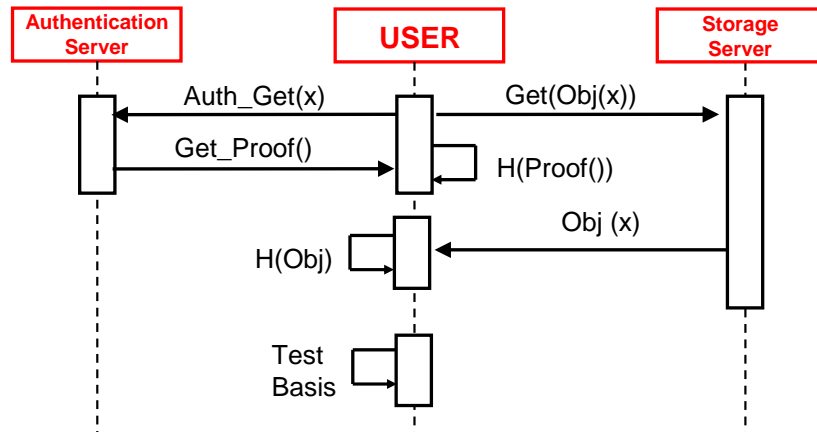 Authentication
Server
USER
Storage
Server
Auth_Get(x)
Get(Obj(x))
Get_Proof()
H(Proof())
Obj (x)
H(Obj)
Test
Basis